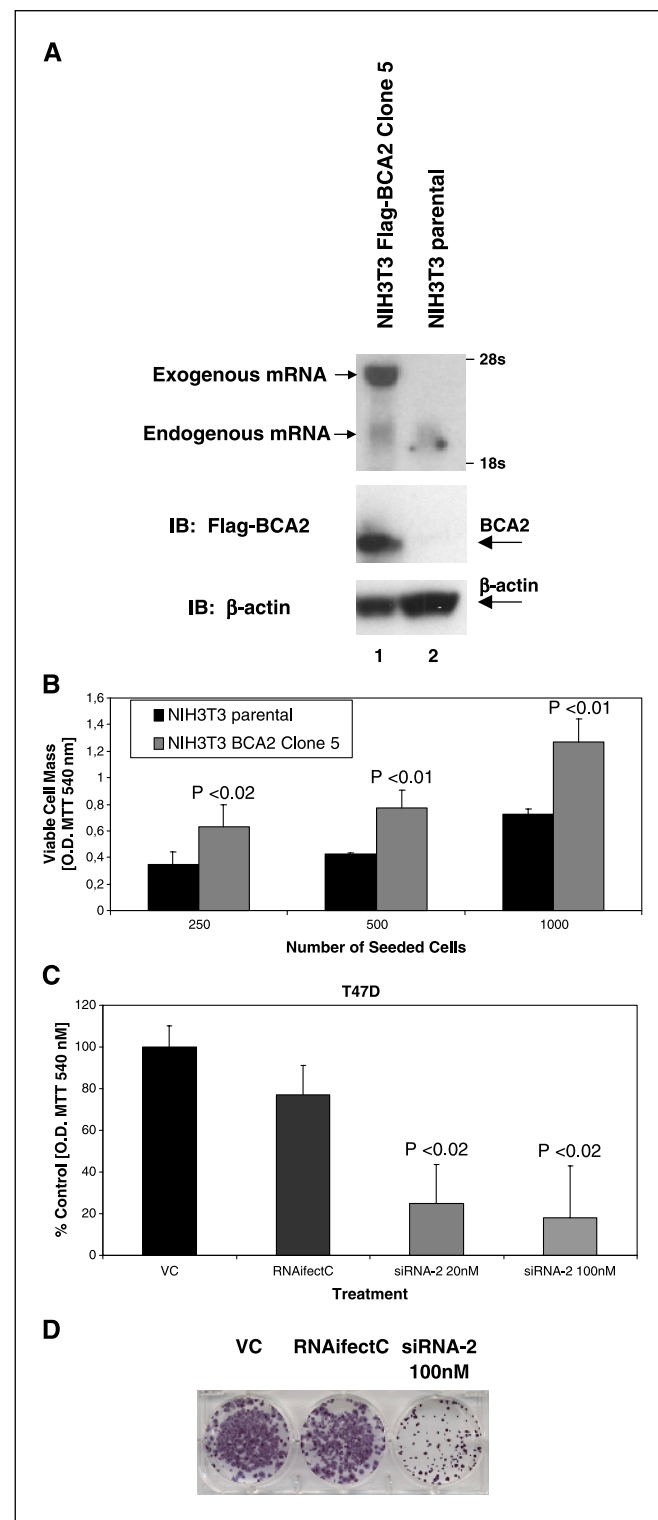 A
NIH3T3 Flag-BCA2 Clone 5
NIH3T3 parental
Exogenous mRNA
28s
Endogenous mRNA
18s
IB: Flag-BCA2
BCA2
IB: β-actin
β-actin
1 2
B
Viable Cell Mass
[O.D. MTT 540 nm]
1,6
1,4
1,2
1
0,8
0,6
0,4
0,2
0
NIH3T3 parental
NIH3T3 BCA2 Clone 5
P <0.02
P <0.01
P <0.01
250 500 1000
Number of Seeded Cells
C
T47D
% Control [O.D. MTT 540 nM]
120
100
80
60
40
20
0
P <0.02 P <0.02
VC RNAifectC siRNA-2 20nM siRNA-2 100nM
Treatment
D
VC RNAifectC siRNA-2
100nM